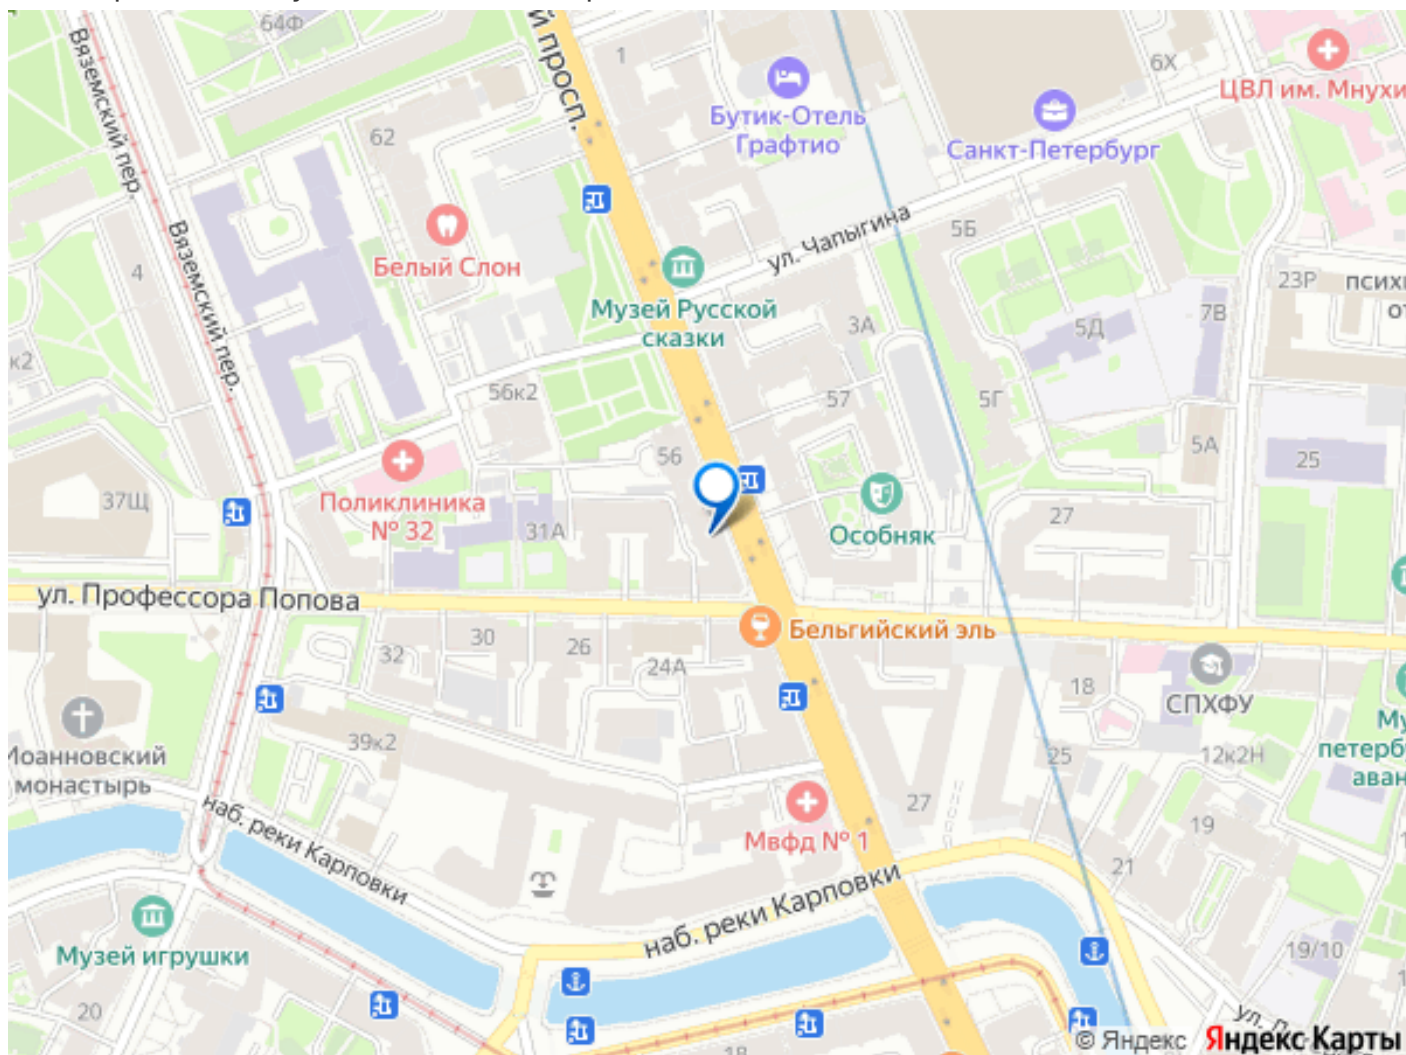 64Ф
й просп.
1
6Х
ЦВЛ им. Мнухи
Вяземский пер.
Бутик-Отель
Графтио
Санкт-Петербург
62
Вяземский пер.
ул. Чапыгина
5Б
4
Белый Слон
23Р
психи
Музей Русской
сказки
3А
5Д
7В
к2
56к2
57
5Г
56
5А
25
37Щ
Поликлиника
№ 32
31А
Особняк
27
ул. Профессора Попова
Бельгийский эль
32
30
26
24А
18
СПХФУ
Иоанновский
монастырь
39к2
25
12к2Н
Му
петербу
аван
наб. реки Карповки
27
19
Мвфд № 1
21
наб. реки Карповки
Музей игрушки
19/10
20
18
© Яндекс
Яндекс Карты